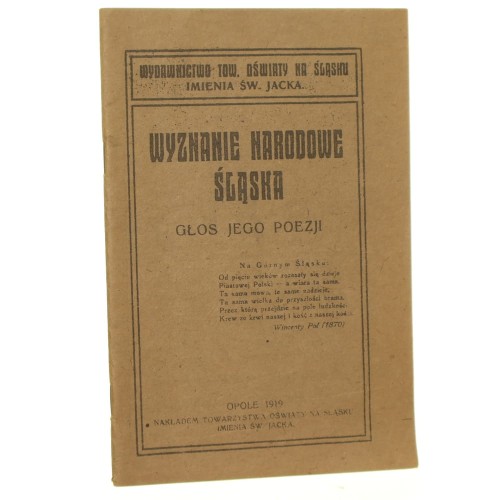 WYDAWNICTWO TOW. OŚWIATY NA ŚLĄSKU
IMIENIA ŚW. JACKA.
WYZNANIE NARODOWE
ŚLĄSKA
GŁOS JEGO POEZJI
Na Górnym Śląsku.
Od pięciu wieków zaszły się dzieje
Piastowej Polski — a wiara ta sama.
Ta sama mowa, te same nadzieje,
Ta sama wielka do przyszłości brama,
Przez którą przejdzie na pole ludzkości
Krew ze krwi naszej i kość z naszej kości.
Wincenty Pol (1870)
OPOLE 1919
NAKŁADEM TOWARZYSTWA OŚWIATY NA ŚLĄSKU
IMIENIA ŚW. JACKA.